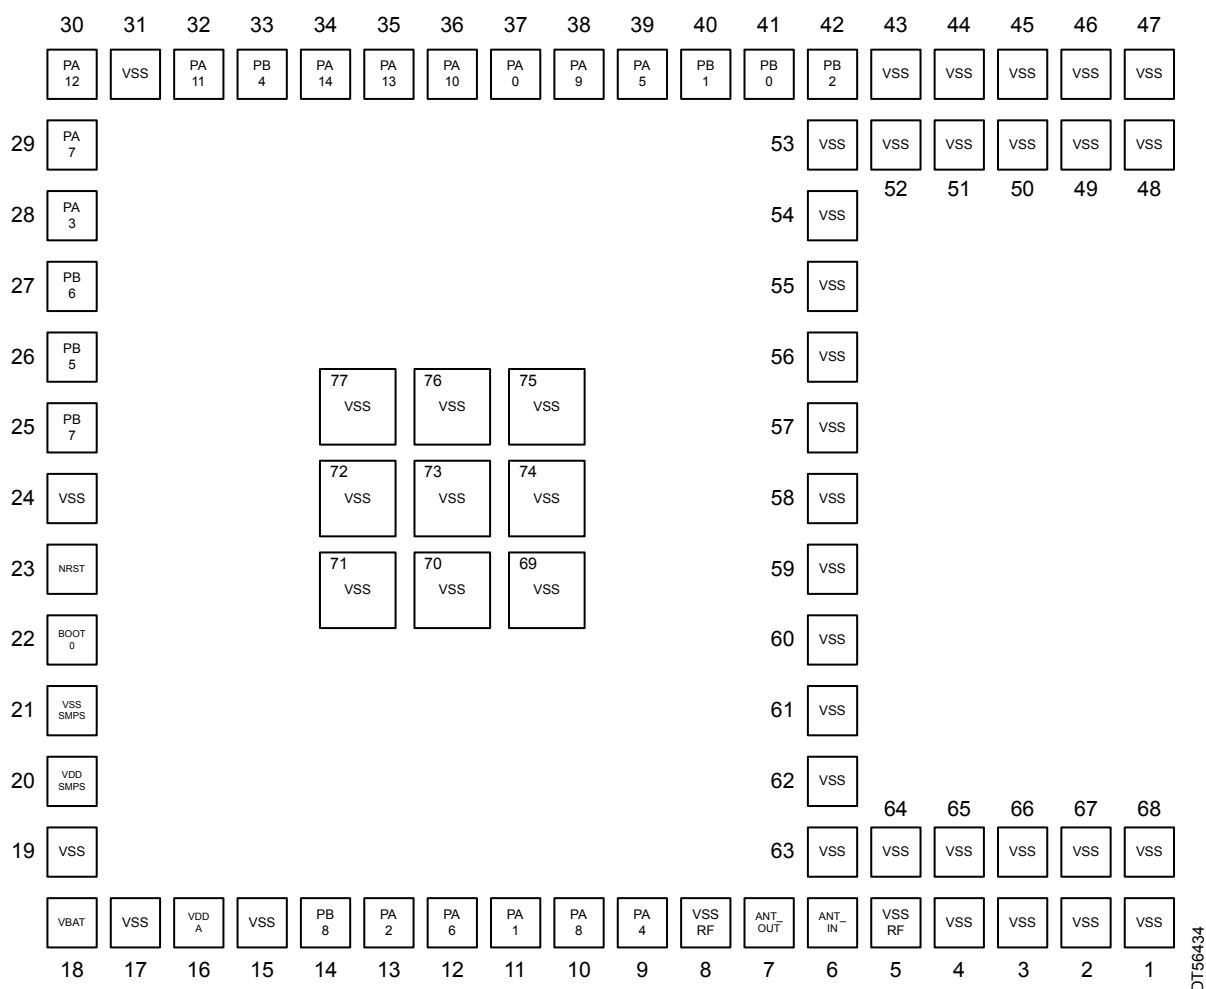 30 31 32 33 34 35 36 37 38 39 40 41 42 43 44 45 46 47
PA VSS PA PB PA PA PA PA PA PA PB PB PB VSS VSS VSS VSS VSS
12 11 4 14 13 10 0 9 5 1 0 2
29 PA 7 53 VSS VSS VSS VSS VSS VSS
52 51 50 49 48
28 PA 3 54 VSS
27 PB 6 55 VSS
26 PB 5 56 VSS
77 76 75
VSS VSS VSS
25 PB 7 57 VSS
72 73 74
24 VSS VSS VSS VSS 58 VSS
71 70 69
23 NRST 59 VSS
VSS VSS VSS
22 BOOT 0 60 VSS
21 VSS SMPS 61 VSS
20 VDD SMPS 62 VSS
64 65 66 67 68
19 VSS 63 VSS VSS VSS VSS VSS VSS
VBAT VSS VDD VSS PB PA PA PA PA PA VSS ANT_ ANT_ VSS VSS VSS VSS VSS
A 8 2 6 1 8 4 RF OUT IN RF
18 17 16 15 14 13 12 11 10 9 8 7 6 5 4 3 2 1
DT56434